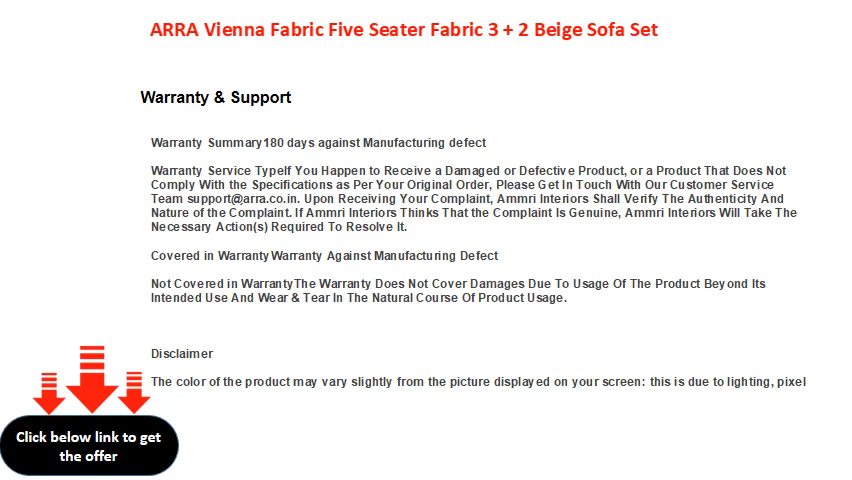 ARRA Vienna Fabric Five Seater Fabric 3 + 2 Beige Sofa Set
Warranty & Support
Warranty Summary180 days against Manufacturing defect
Warranty Service TypeIf You Happen to Receive a Damaged or Defective Product, or a Product That Does Not
Comply With the Specifications as Per Your Original Order, Please Get In Touch With Our Customer Service
Team support@arra.co.in. Upon Receiving Your Complaint, Ammri Interiors Shall Verify The Authenticity And
Nature of the Complaint. If Ammri Interiors Thinks That the Complaint Is Genuine, Ammri Interiors Will Take The
Necessary Action(s) Required To Resolve It.
Covered in WarrantyWarranty Against Manufacturing Defect
Not Covered in WarrantyThe Warranty Does Not Cover Damages Due To Usage Of The Product Beyond Its
Intended Use And Wear & Tear In The Natural Course Of Product Usage.
Disclaimer
The color of the product may vary slightly from the picture displayed on your screen: this is due to lighting, pixel
Click below link to get
the offer